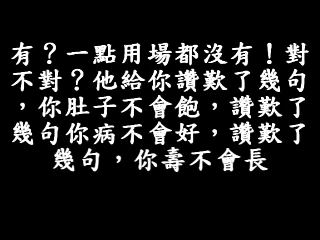 有？一點用場都沒有！對
不對？他給你讚歎了幾句
，你肚子不會飽，讚歎了
幾句你病不會好，讚歎了
幾句，你壽不會長